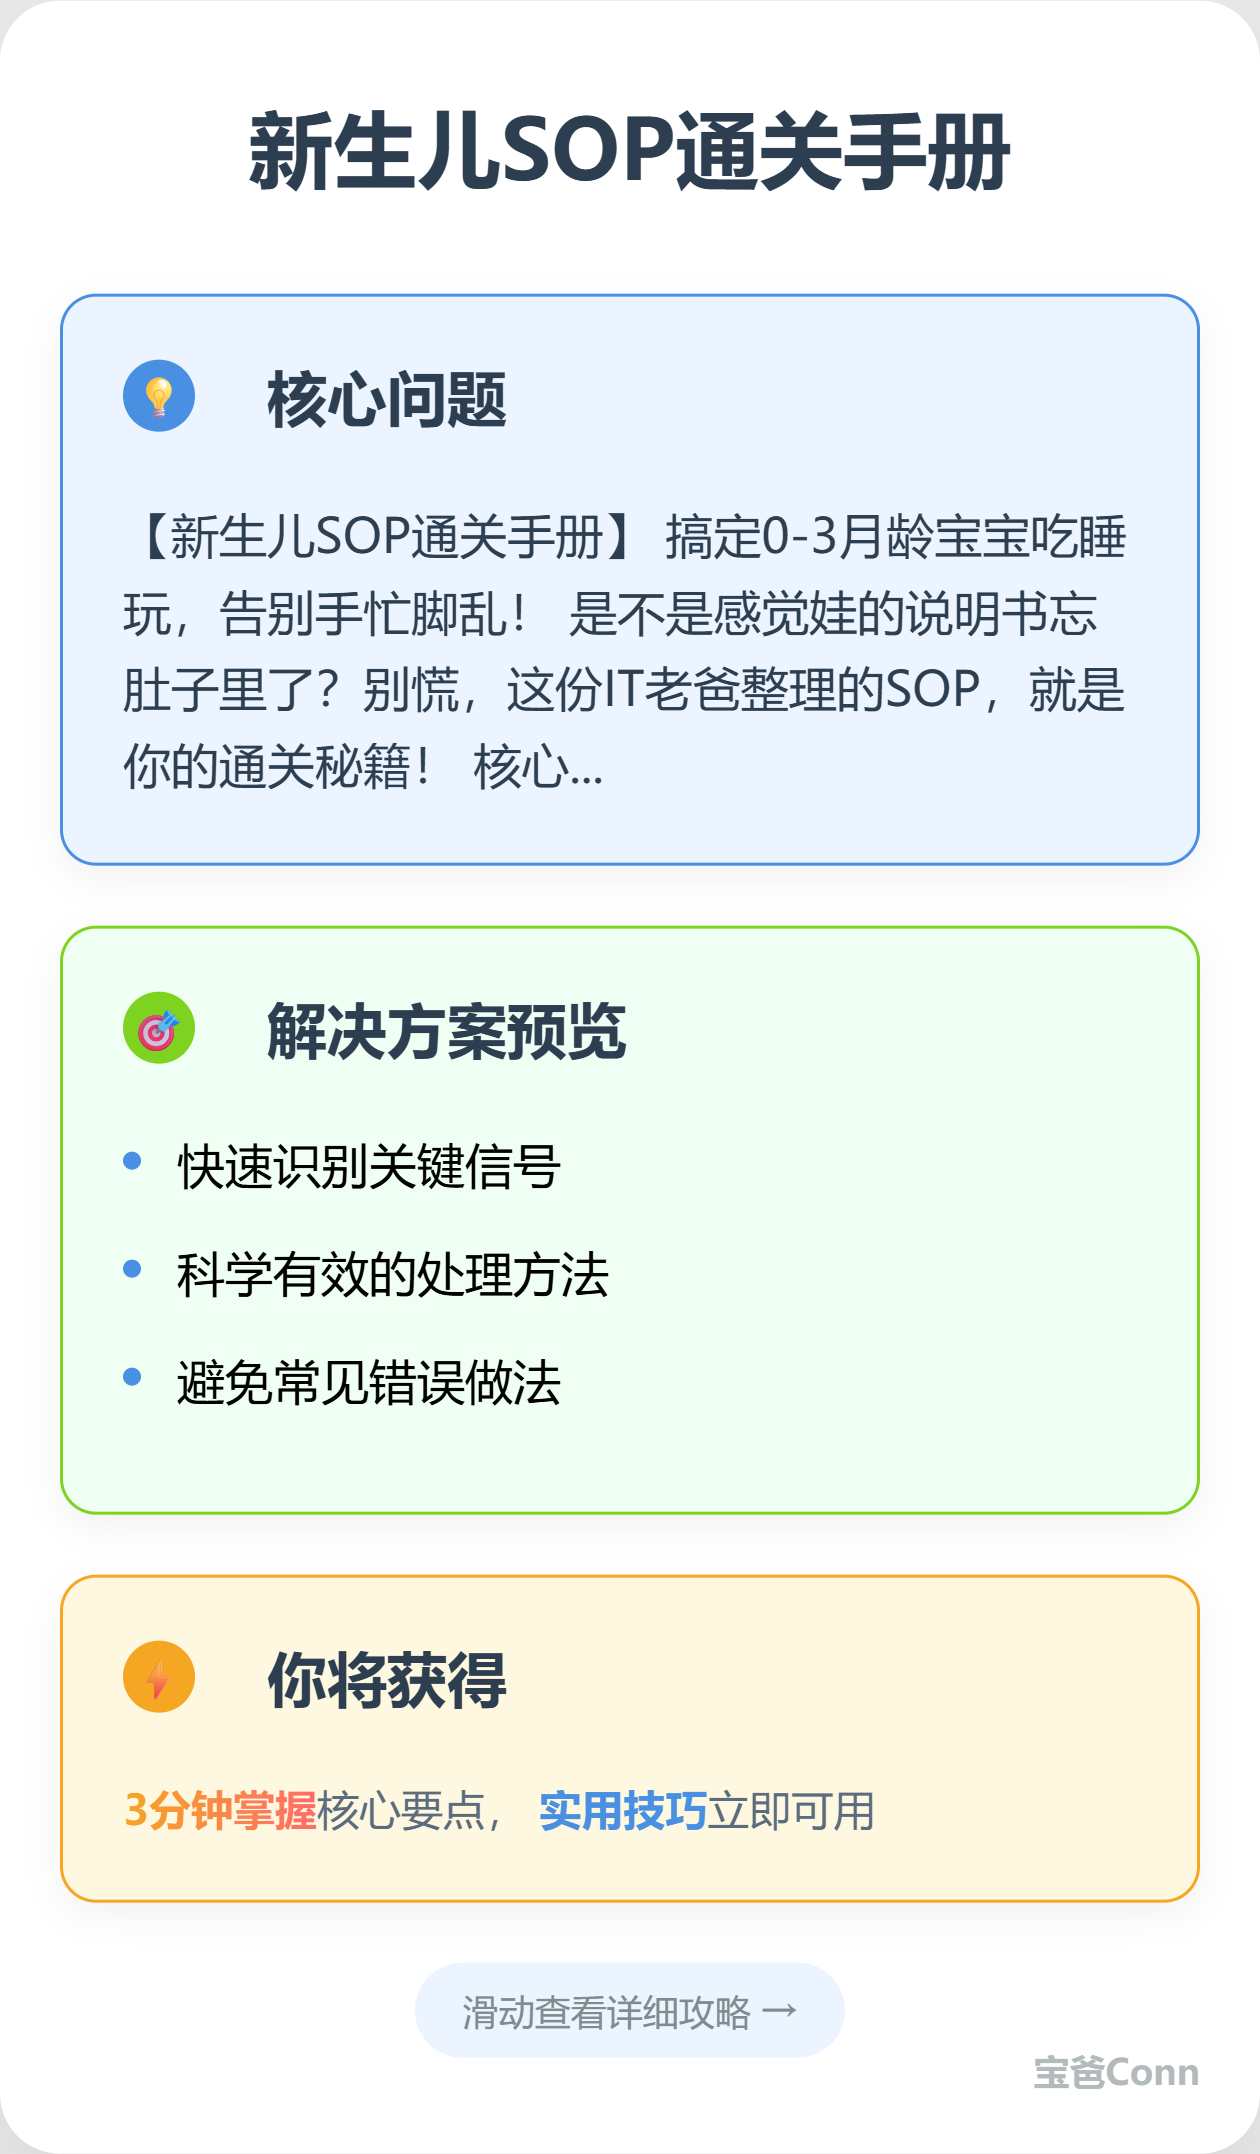 新生儿SOP通关手册
核心问题
【新生儿SOP通关手册】 搞定0-3月龄宝宝吃睡
玩，告别手忙脚乱！ 是不是感觉娃的说明书忘
肚子里了？别慌，这份IT老爸整理的SOP，就是
你的通关秘籍！ 核心...
解决方案预览
快速识别关键信号
科学有效的处理方法
避免常见错误做法
你将获得
3分钟掌握核心要点， 实用技巧立即可用
滑动查看详细攻略 →
宝爸Conn